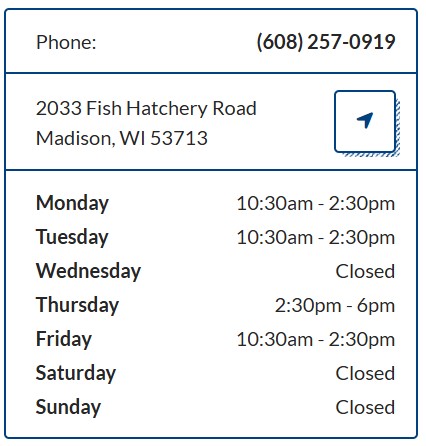 Phone: (608) 257-0919
2033 Fish Hatchery Road
Madison, WI 53713
Monday 10:30am - 2:30pm
Tuesday 10:30am - 2:30pm
Wednesday Closed
Thursday 2:30pm - 6pm
Friday 10:30am - 2:30pm
Saturday Closed
Sunday Closed